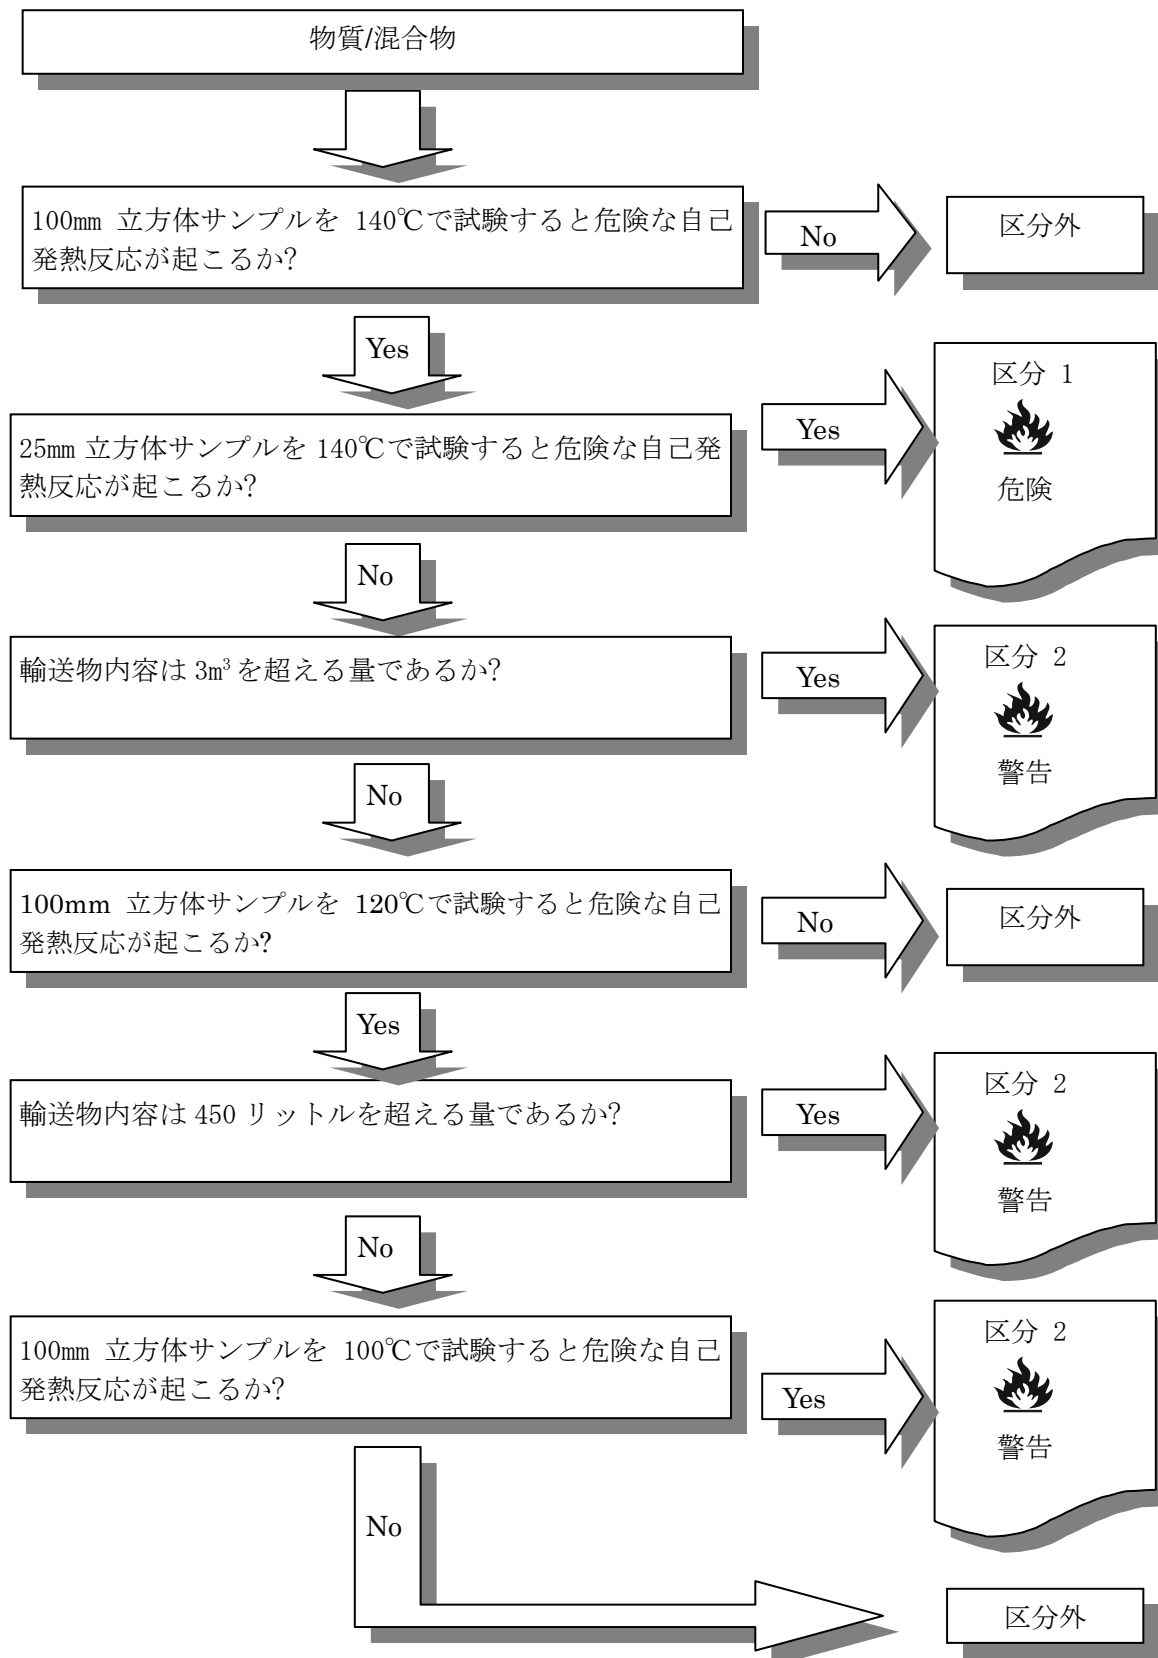 物質/混合物
100mm 立方体サンプルを 140℃で試験すると危険な自己
発熱反応が起こるか?
No
区分外
Yes
25mm 立方体サンプルを 140℃で試験すると危険な自己発
熱反応が起こるか?
Yes
区分 1
危険
No
輸送物内容は 3m³を超える量であるか?
Yes
区分 2
警告
No
100mm 立方体サンプルを 120℃で試験すると危険な自己
発熱反応が起こるか?
No
区分外
Yes
輸送物内容は 450 リットルを超える量であるか?
Yes
区分 2
警告
No
100mm 立方体サンプルを 100℃で試験すると危険な自己
発熱反応が起こるか?
Yes
区分 2
警告
No
区分外